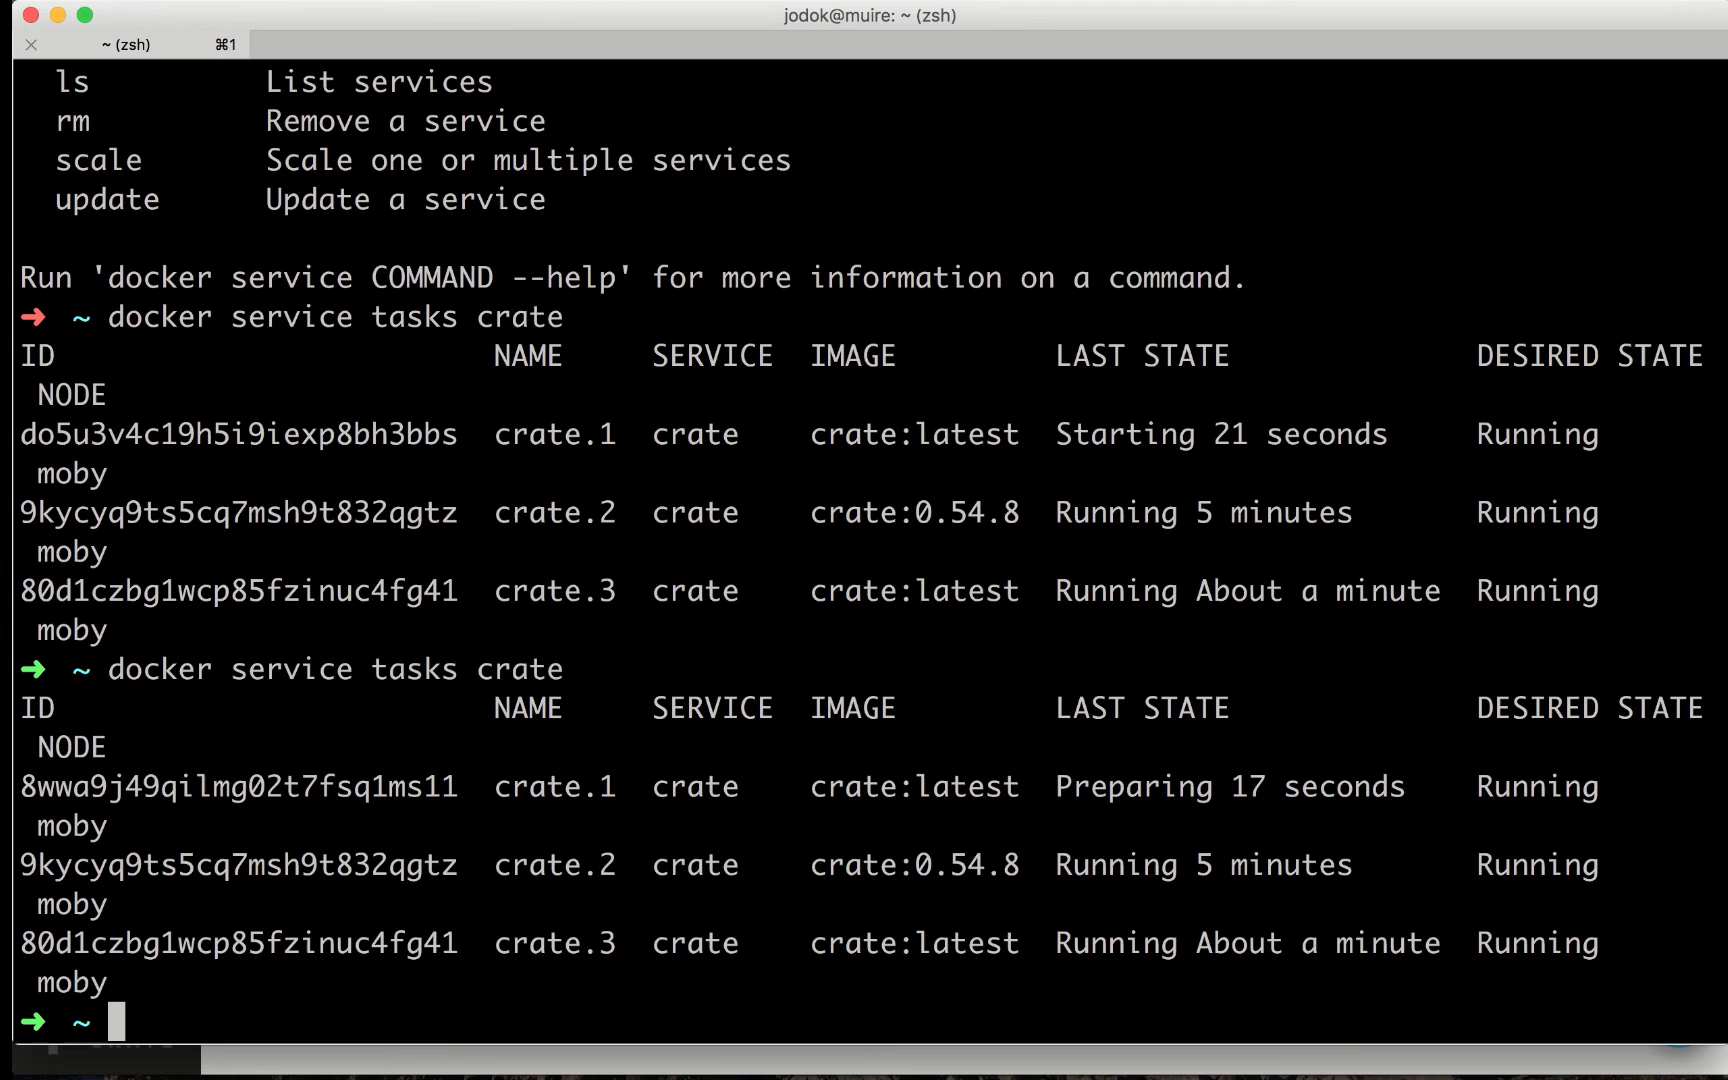 jodok@muire: ~ (zsh)
~ (zsh) ⌘1
ls List services
rm Remove a service
scale Scale one or multiple services
update Update a service
Run 'docker service COMMAND --help' for more information on a command.
➜ ~ docker service tasks crate
ID NAME SERVICE IMAGE LAST STATE DESIRED STATE
NODE
do5u3v4c19h5i9iexp8bh3bbs crate.1 crate crate:latest Starting 21 seconds Running
moby
9kycyq9ts5cq7msh9t832qgtz crate.2 crate crate:0.54.8 Running 5 minutes Running
moby
80d1czbg1wcp85fzinuc4fg41 crate.3 crate crate:latest Running About a minute Running
moby
➜ ~ docker service tasks crate
ID NAME SERVICE IMAGE LAST STATE DESIRED STATE
NODE
8wwa9j49qilmg02t7fsq1ms11 crate.1 crate crate:latest Preparing 17 seconds Running
moby
9kycyq9ts5cq7msh9t832qgtz crate.2 crate crate:0.54.8 Running 5 minutes Running
moby
80d1czbg1wcp85fzinuc4fg41 crate.3 crate crate:latest Running About a minute Running
moby
➜ ~